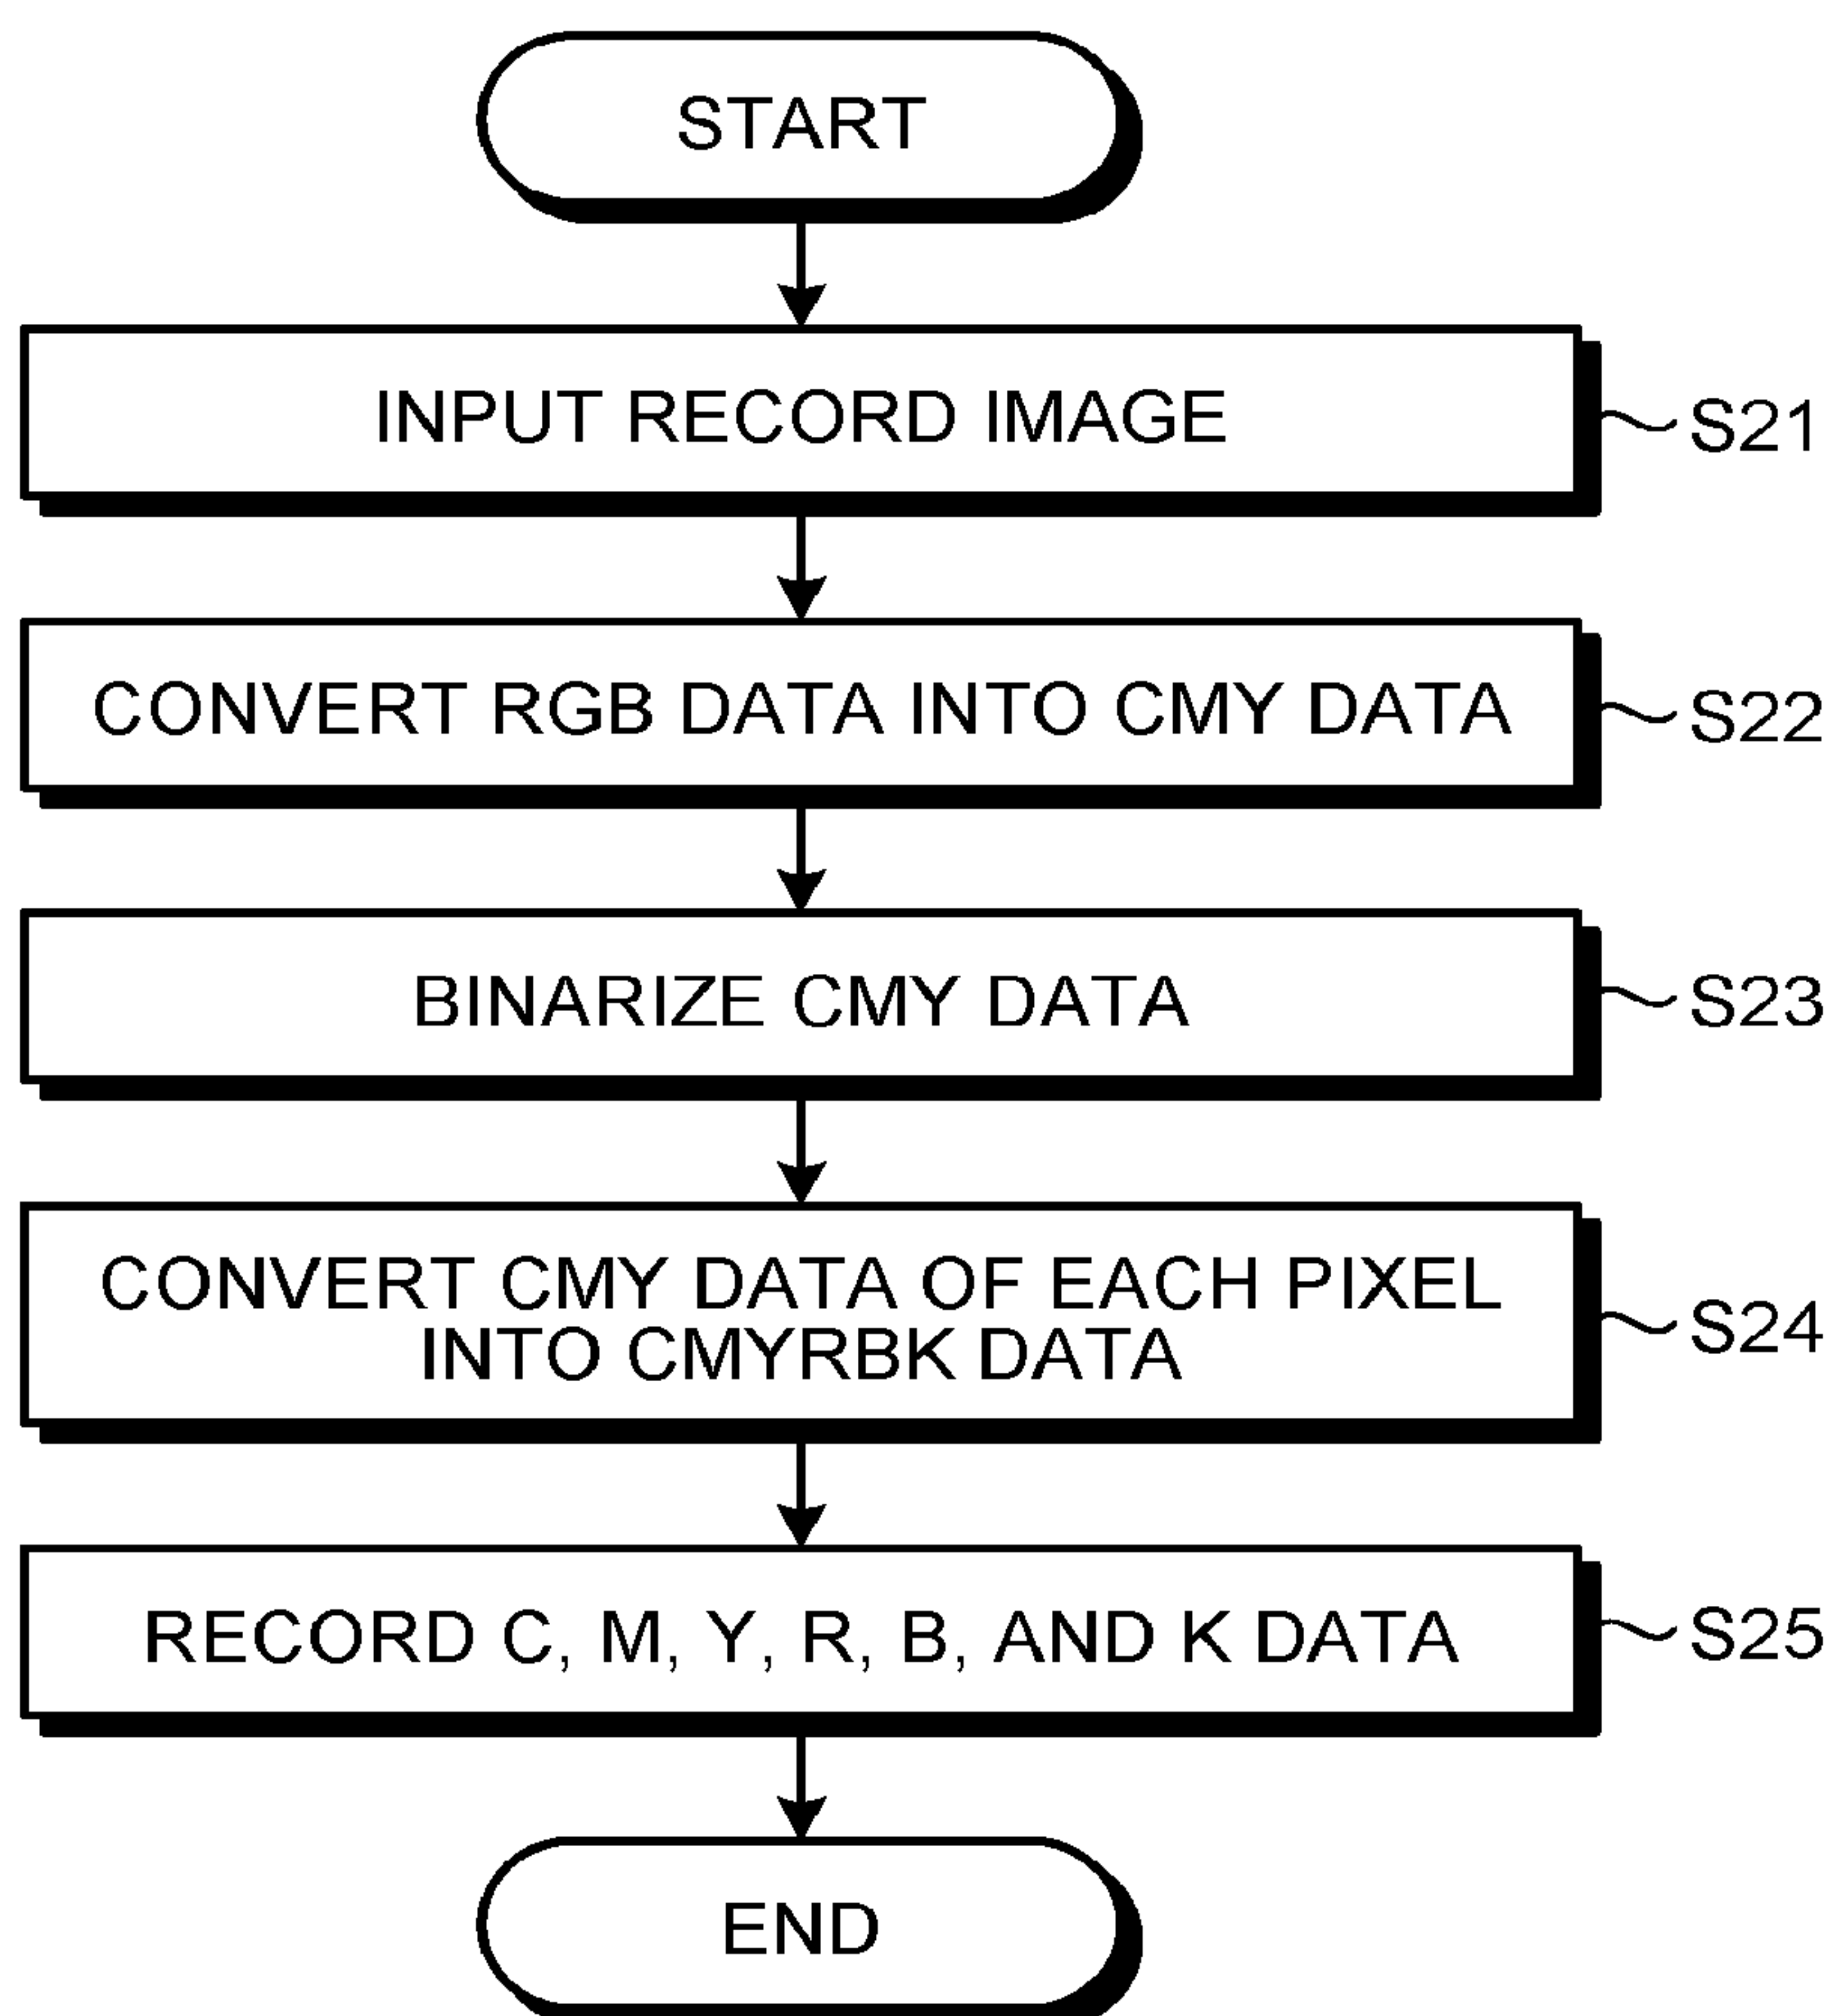 START
INPUT RECORD IMAGE
S21
CONVERT RGB DATA INTO CMY DATA
S22
BINARIZE CMY DATA
S23
CONVERT CMY DATA OF EACH PIXEL
INTO CMYRBK DATA
S24
RECORD C, M, Y, R, B, AND K DATA
S25
END